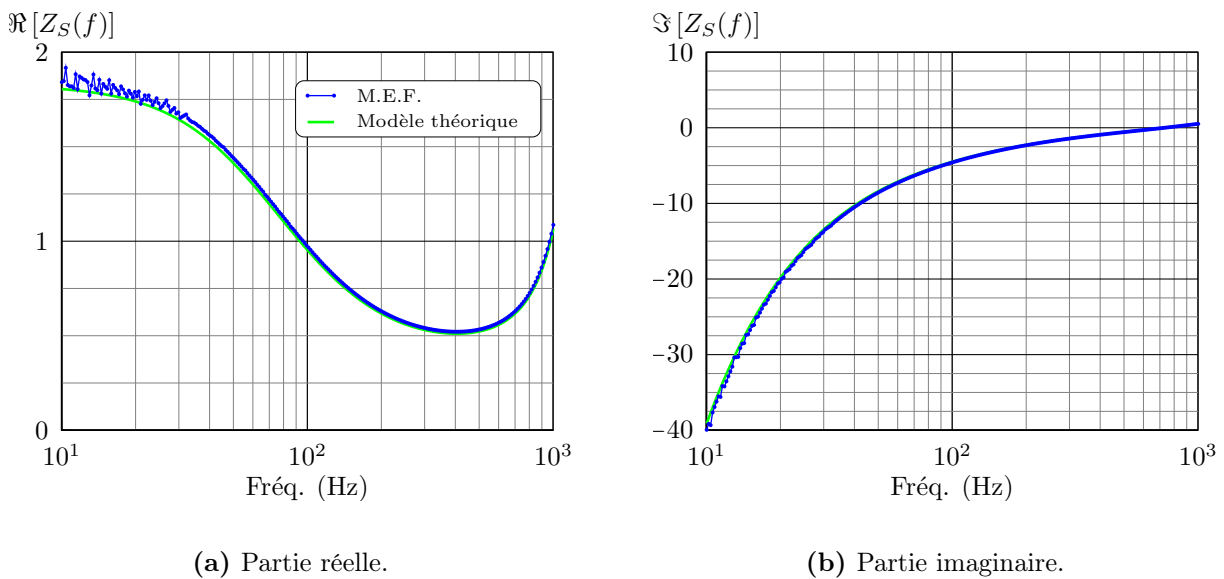 ℜ [Z_S(f)]
2
1
0
10^1
10^2
10^3
Fréq. (Hz)
M.E.F.
Modèle théorique
(a) Partie réelle.
ℑ [Z_S(f)]
10
0
−10
−20
−30
−40
10^1
10^2
10^3
Fréq. (Hz)
(b) Partie imaginaire.